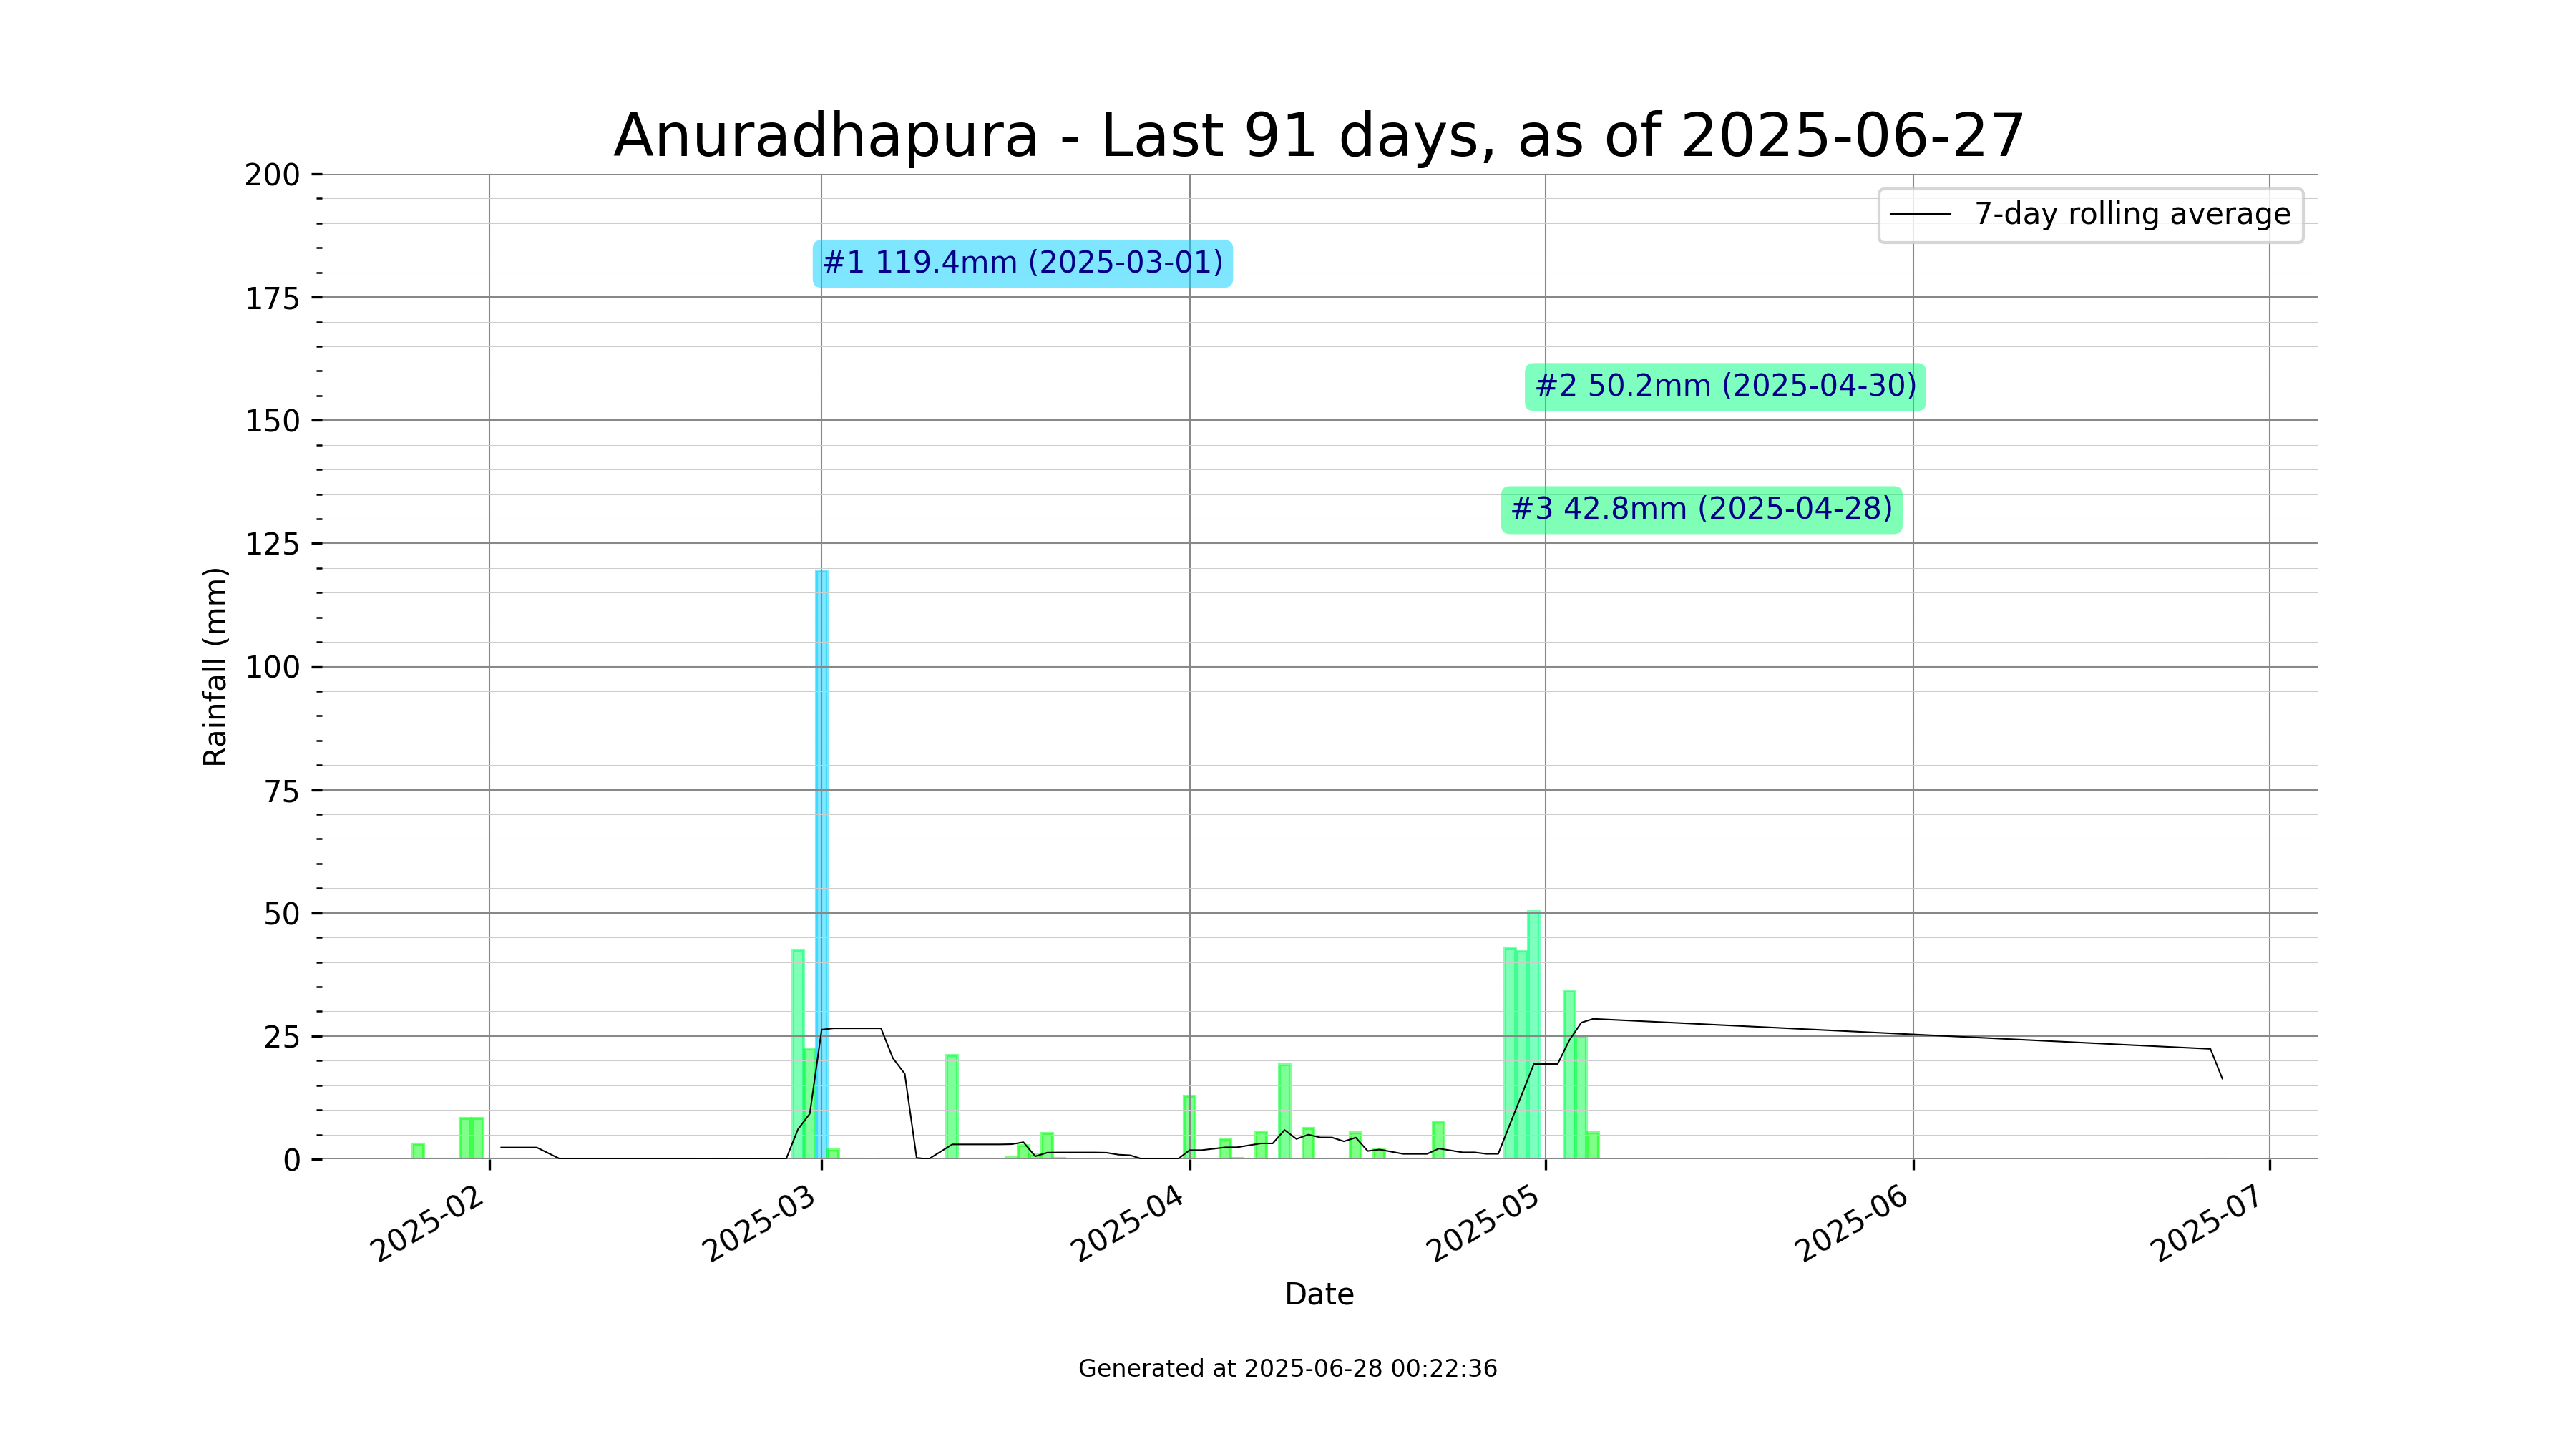 Anuradhapura - Last 91 days, as of 2025-06-27
200
175
150
125
100
75
50
25
0
Rainfall (mm)
7-day rolling average
#1 119.4mm (2025-03-01)
#2 50.2mm (2025-04-30)
#3 42.8mm (2025-04-28)
2025-02
2025-03
2025-04
2025-05
2025-06
2025-07
Date
Generated at 2025-06-28 00:22:36